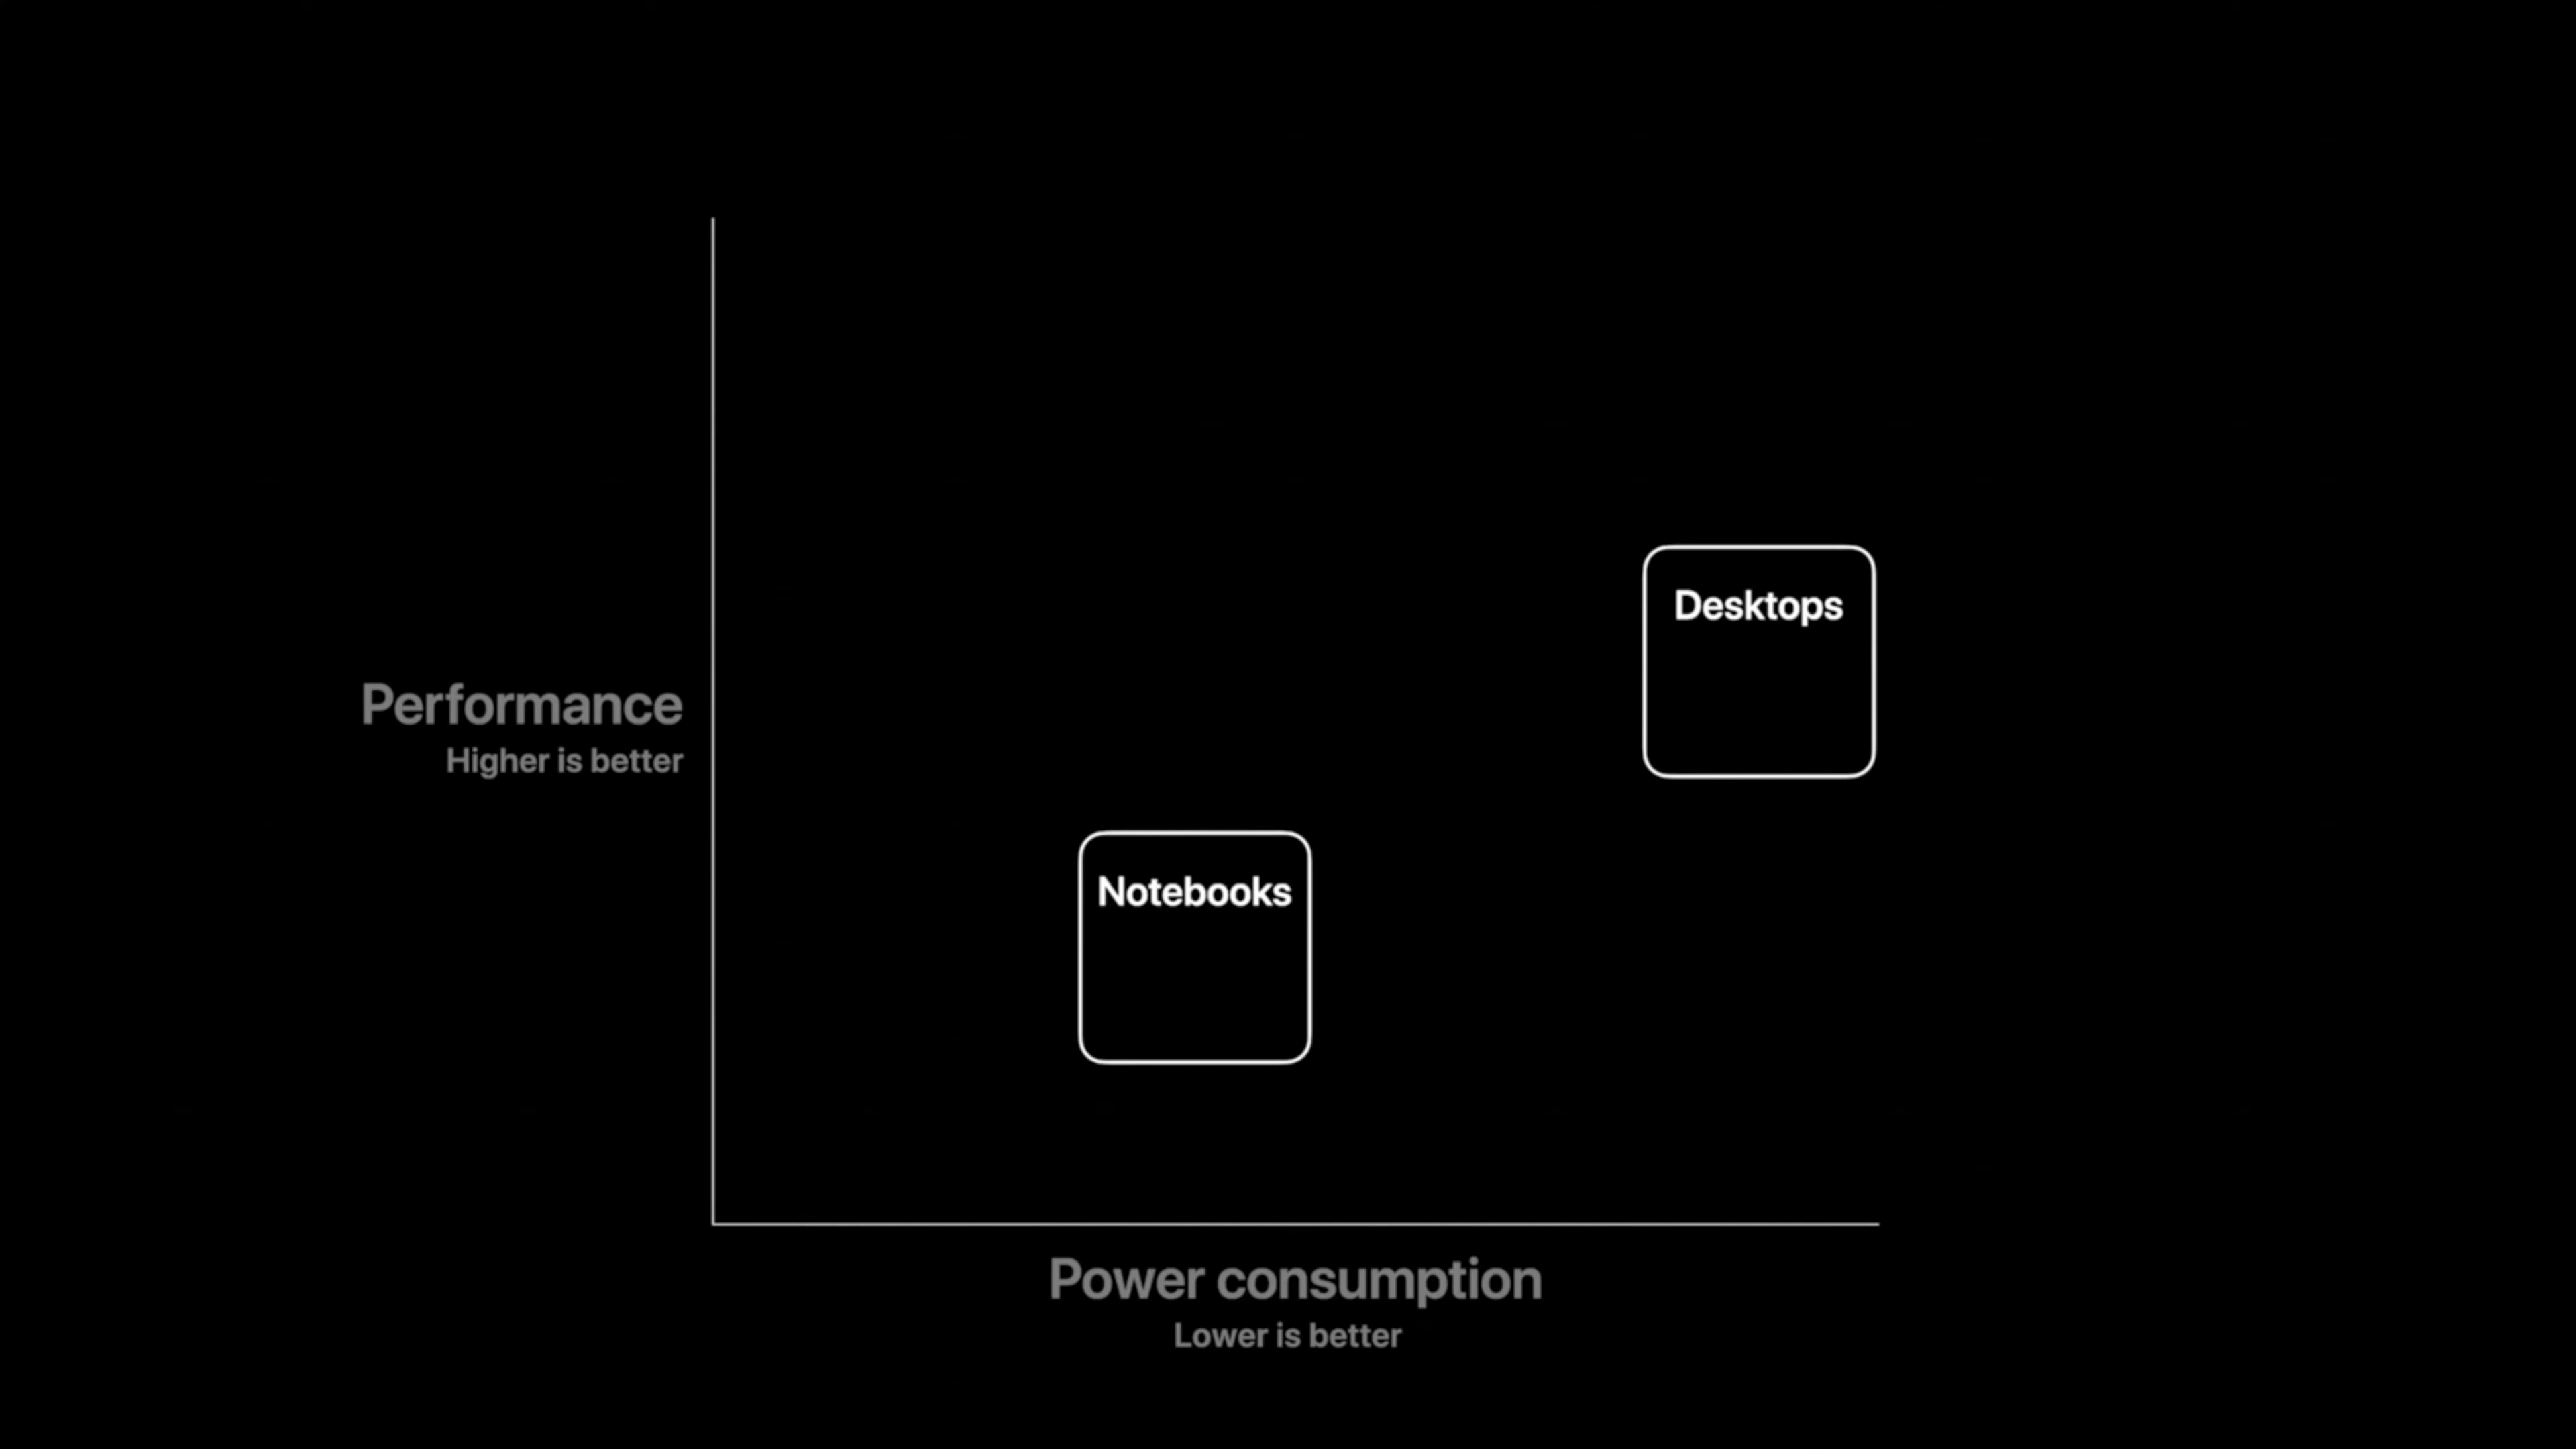 Desktops
Performance
Higher is better
Notebooks
Power consumption
Lower is better